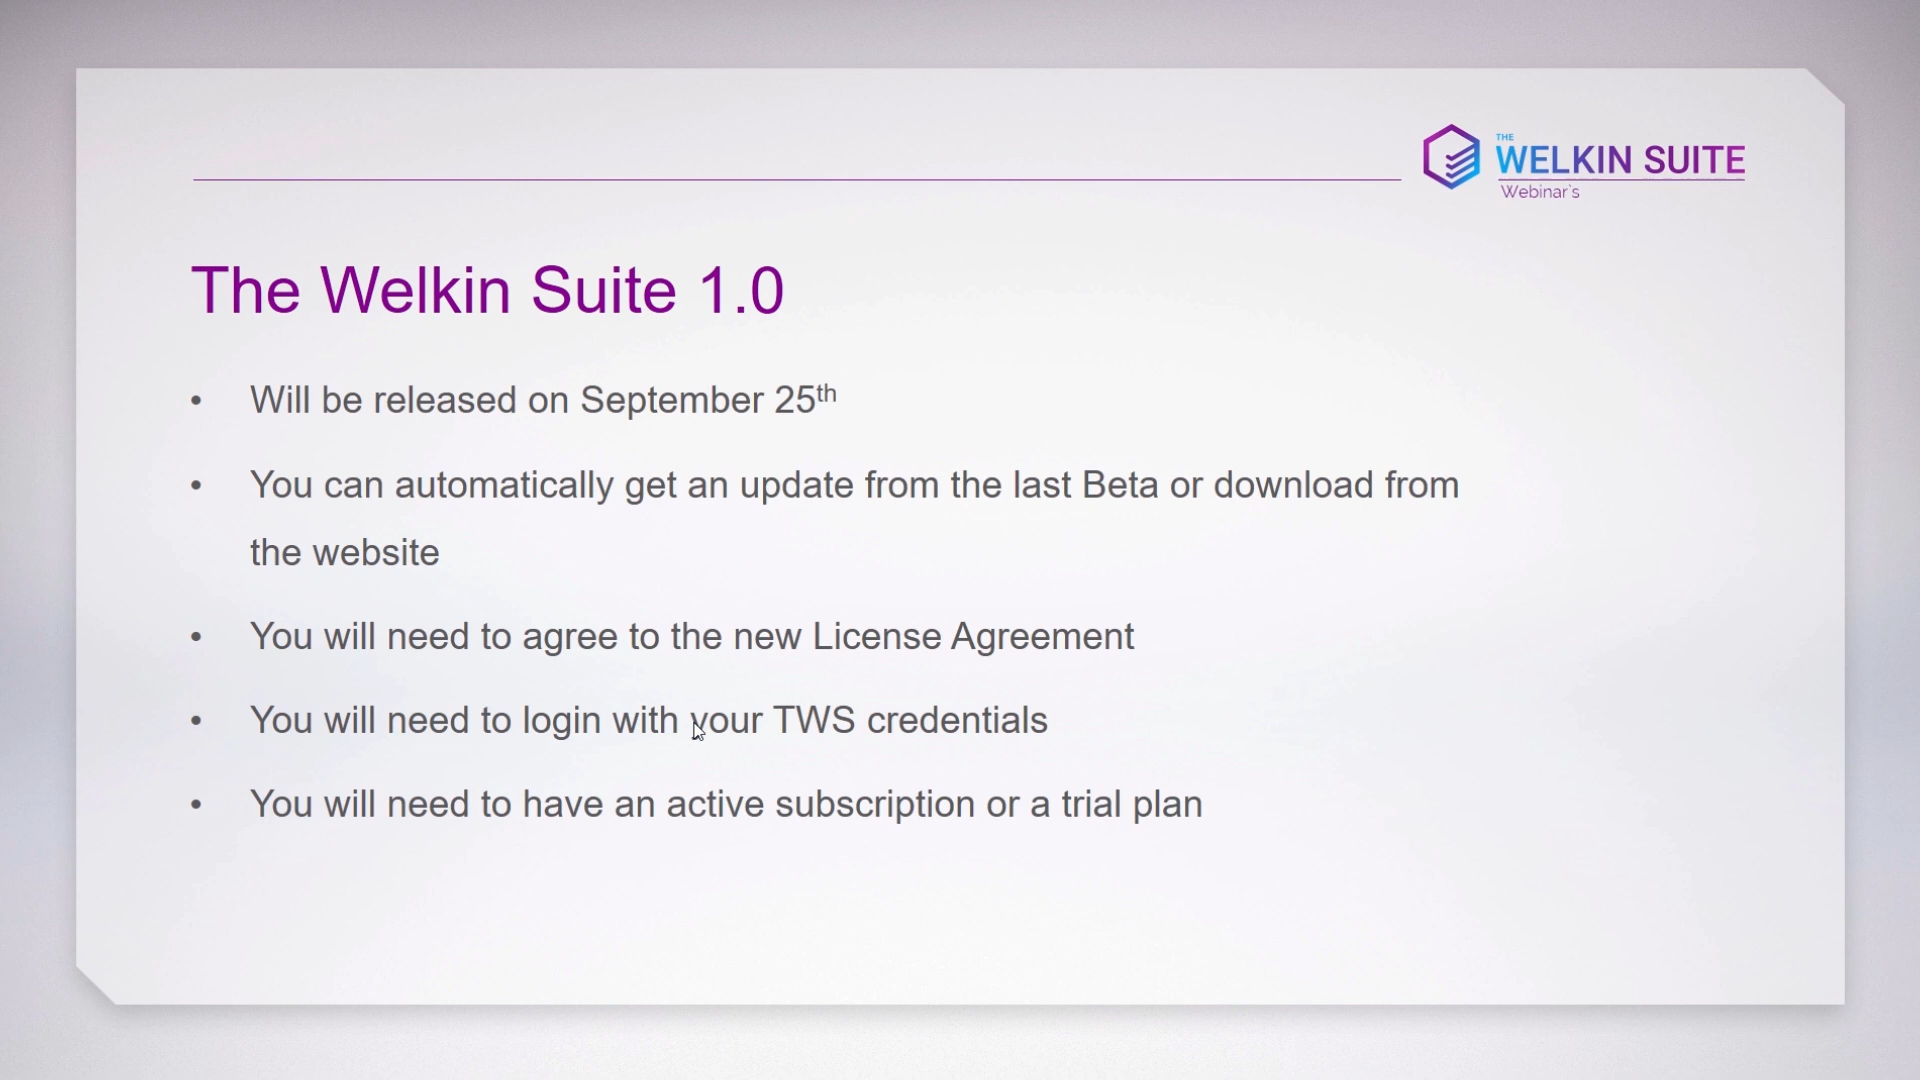 THE
WELKIN SUITE
Webinar`s
The Welkin Suite 1.0
• Will be released on September 25th
• You can automatically get an update from the last Beta or download from
the website
• You will need to agree to the new License Agreement
• You will need to login with your TWS credentials
• You will need to have an active subscription or a trial plan